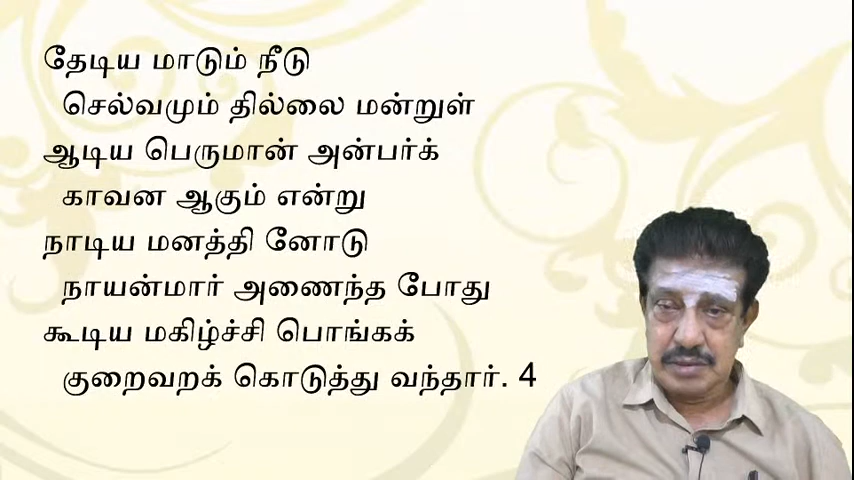 தேடிய மாடும் நீடு
செல்வமும் தில்லை மன்றுள்
ஆடிய பெருமான் அன்பர்க்
காவன ஆகும் என்று
நாடிய மனத்தி னோடு
நாயன்மார் அணைந்த போது
கூடிய மகிழ்ச்சி பொங்கக்
குறைவறக் கொடுத்து வந்தார். 4